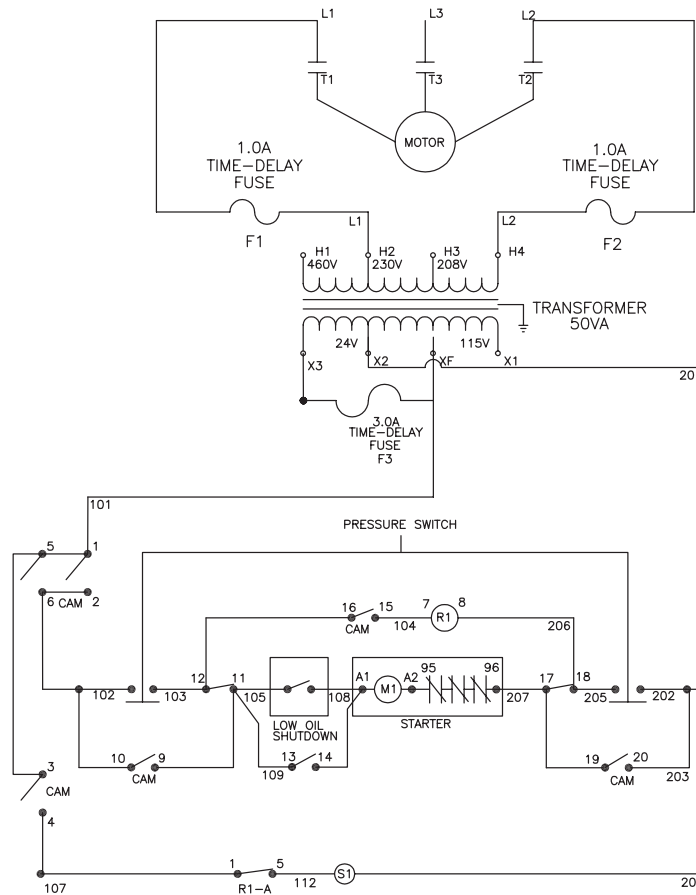 L1
L3
L2
T1
T3
T2
MOTOR
1.0A
TIME-DELAY
FUSE
F1
1.0A
TIME-DELAY
FUSE
F2
L1
L2
H1
460V
H2
230V
H3
208V
H4
TRANSFORMER
50VA
24V
115V
X3
X2
XF
X1
20
3.0A
TIME-DELAY
FUSE
F3
101
PRESSURE SWITCH
5
1
6
CAM
2
16
15
CAM
104
7
R1
8
206
102
103
12
11
105
LOW OIL
SHUTDOWN
108
A1
M1
A2
95
96
STARTER
207
17
18
205
202
10
9
CAM
13
14
109
19
20
CAM
203
3
CAM
4
107
1
5
R1-A
112
S1
20